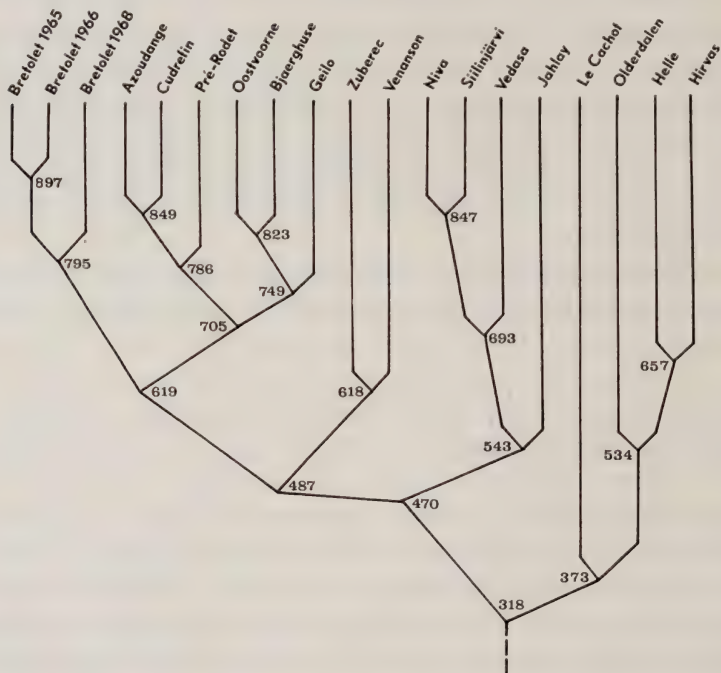 Bretolet 1965
Bretolet 1966
Bretolet 1968
Azoudange
Cudrefin
Pré-Rodet
Oostvoorne
Bjaerghuse
Geilo
Zuberec
Venanson
Niva
Siilinjärvi
Vedasa
Jahlay
Le Cachot
Olderdalen
Helle
Hirvas
897
849
847
795
823
786
749
705
693
657
619
618
543
534
487
470
373
318